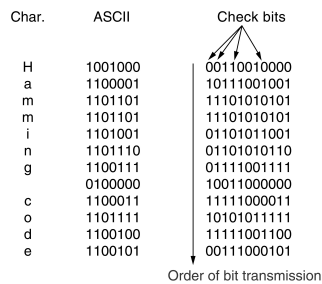 Char. ASCII Check bits
H 1001000 00110010000
a 1100001 10111001001
m 1101101 11101010101
m 1101101 11101010101
i 1101001 01101011001
n 1101110 01101010110
g 1100111 01111001111
0100000 10011000000
c 1100011 11111000011
o 1101111 10101011111
d 1100100 11111001100
e 1100101 00111000101
Order of bit transmission